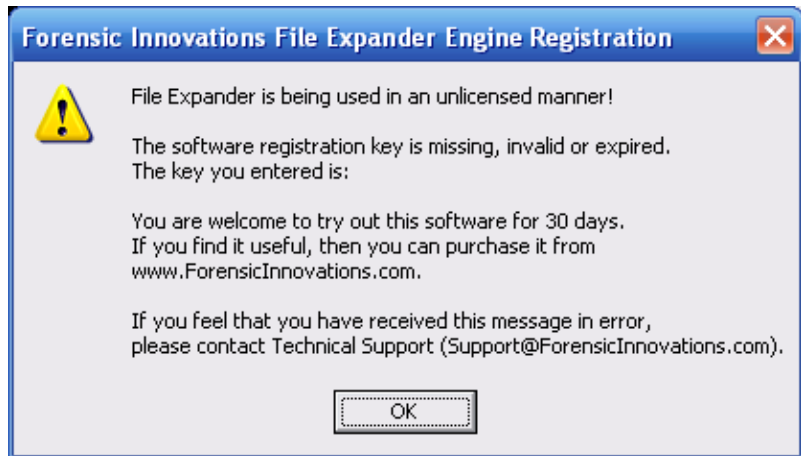 Forensic Innovations File Expander Engine Registration
File Expander is being used in an unlicensed manner!
The software registration key is missing, invalid or expired.
The key you entered is:
You are welcome to try out this software for 30 days.
If you find it useful, then you can purchase it from
www.ForensicInnovations.com.
If you feel that you have received this message in error,
please contact Technical Support (Support@ForensicInnovations.com).
OK